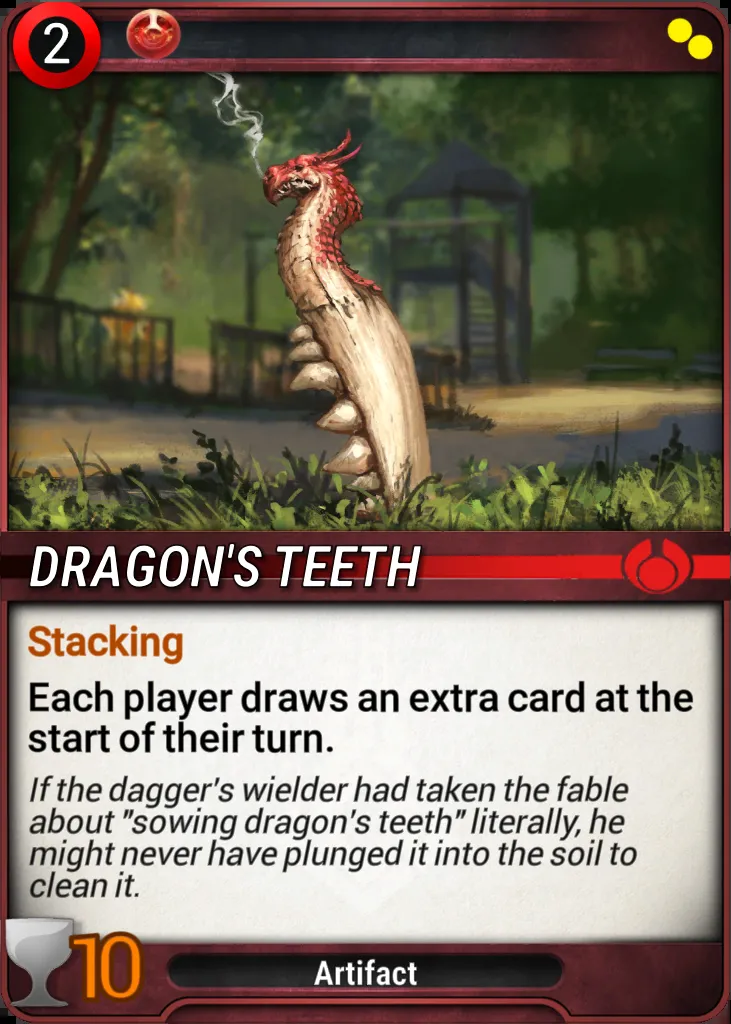 2
DRAGON'S TEETH
Stacking
Each player draws an extra card at the
start of their turn.
If the dagger's wielder had taken the fable
about "sowing dragon's teeth" literally, he
might never have plunged it into the soil to
clean it.
10
Artifact